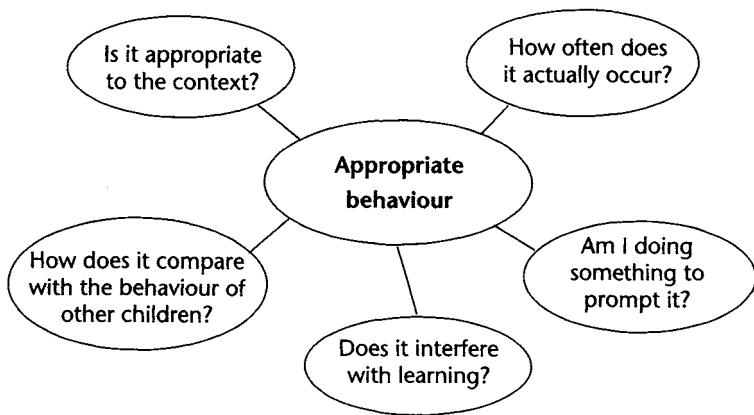 Is it appropriate
to the context?
How often does
it actually occur?
Appropriate
behaviour
How does it compare
with the behaviour of
other children?
Am I doing
something to
prompt it?
Does it interfere
with learning?